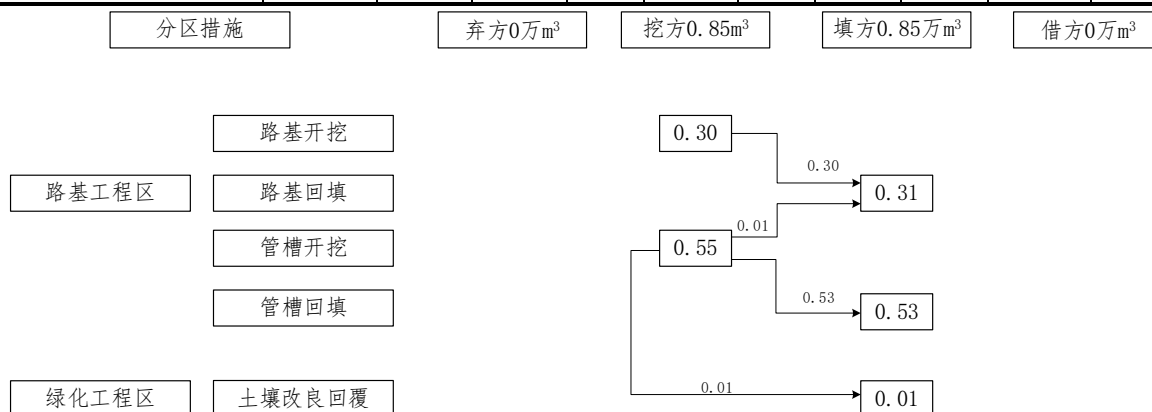 分区措施 弃方0万m³ 挖方0.85m³ 填方0.85万m³ 借方0万m³
路基开挖 0.30
0.30
路基工程区 路基回填 0.31
0.01
管槽开挖 0.55
0.53
管槽回填 0.53
0.01
绿化工程区 土壤改良回覆 0.01